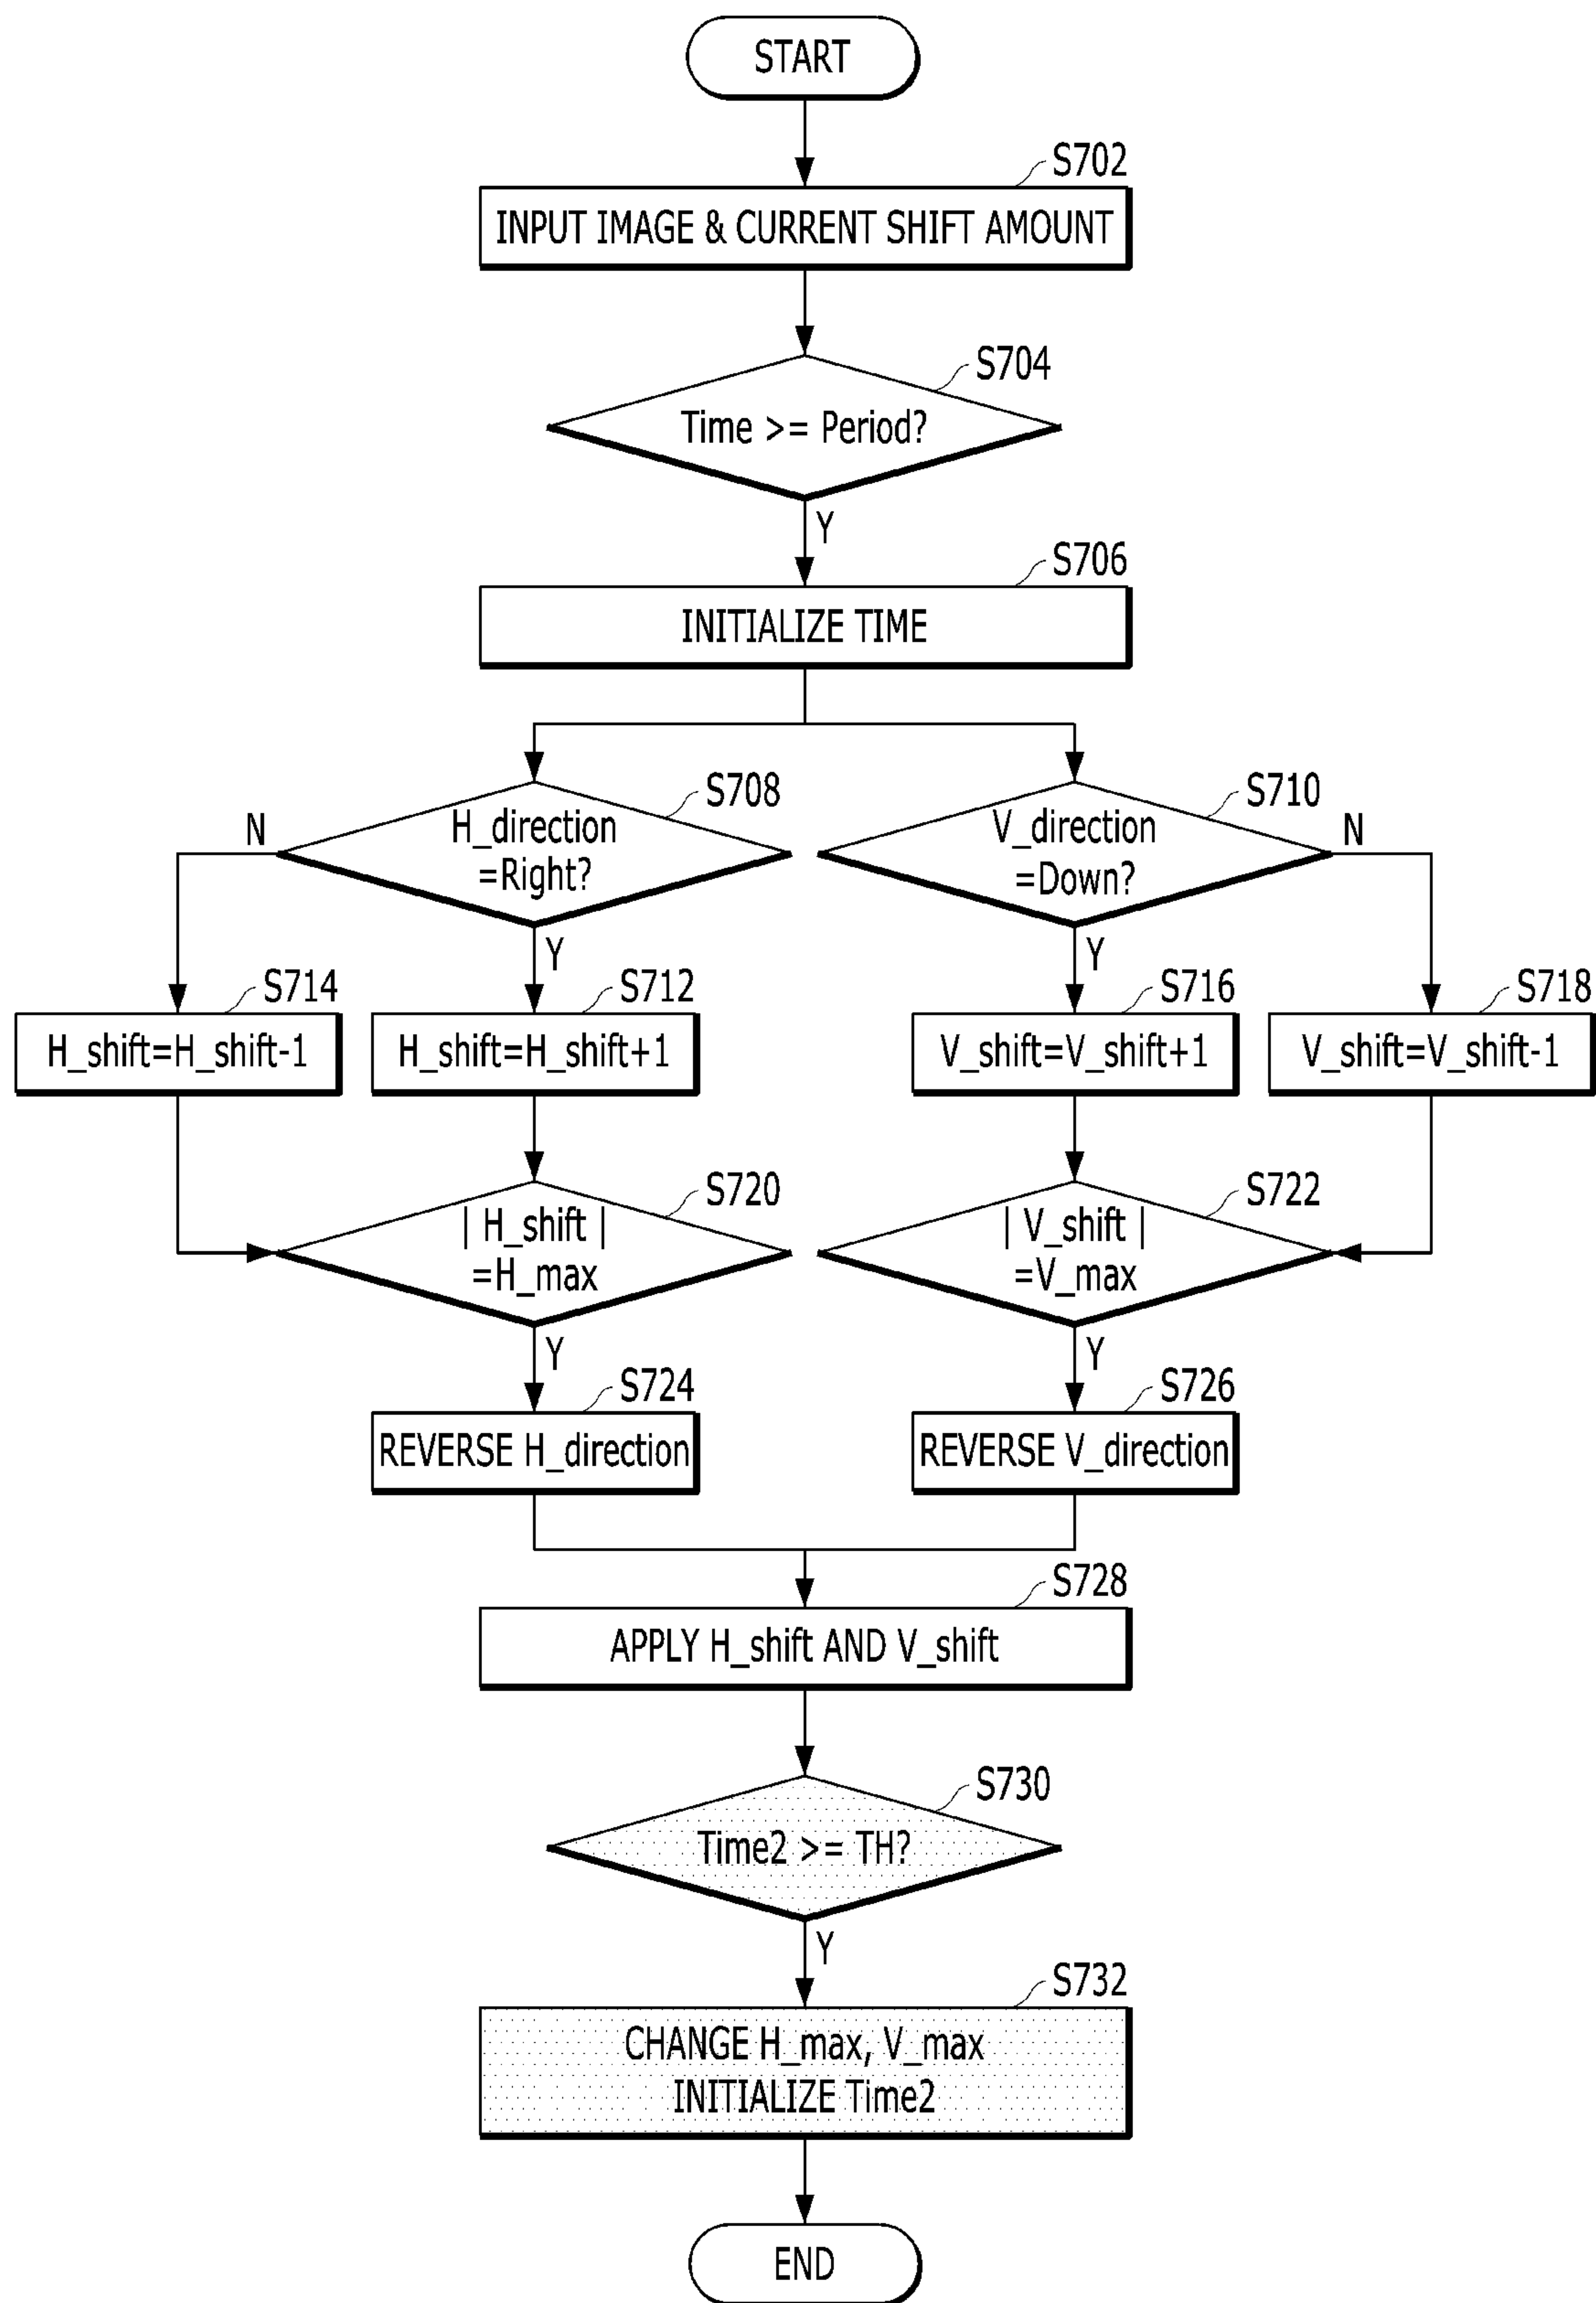 START
S702
INPUT IMAGE & CURRENT SHIFT AMOUNT
S704
Time >= Period?
Y
S706
INITIALIZE TIME
S708
H_direction
=Right?
N
Y
S710
V_direction
=Down?
N
Y
S714
H_shift=H_shift-1
S712
H_shift=H_shift+1
S716
V_shift=V_shift+1
S718
V_shift=V_shift-1
S720
| H_shift |
=H_max
Y
S722
| V_shift |
=V_max
Y
S724
REVERSE H_direction
S726
REVERSE V_direction
S728
APPLY H_shift AND V_shift
S730
Time2 >= TH?
Y
S732
CHANGE H_max, V_max
INITIALIZE Time2
END